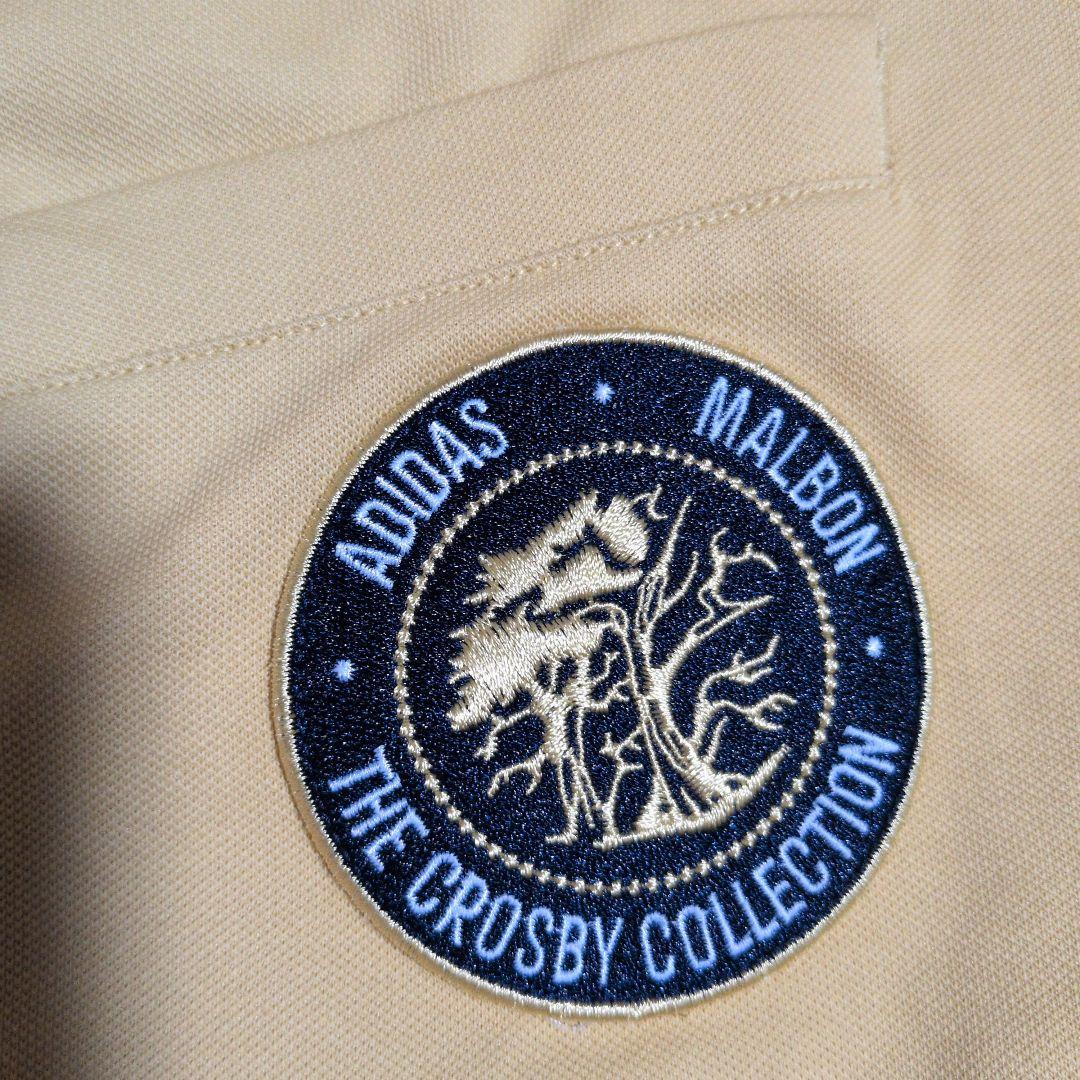 ADIDAS • MALBON •
THE CROSBY COLLECTION •